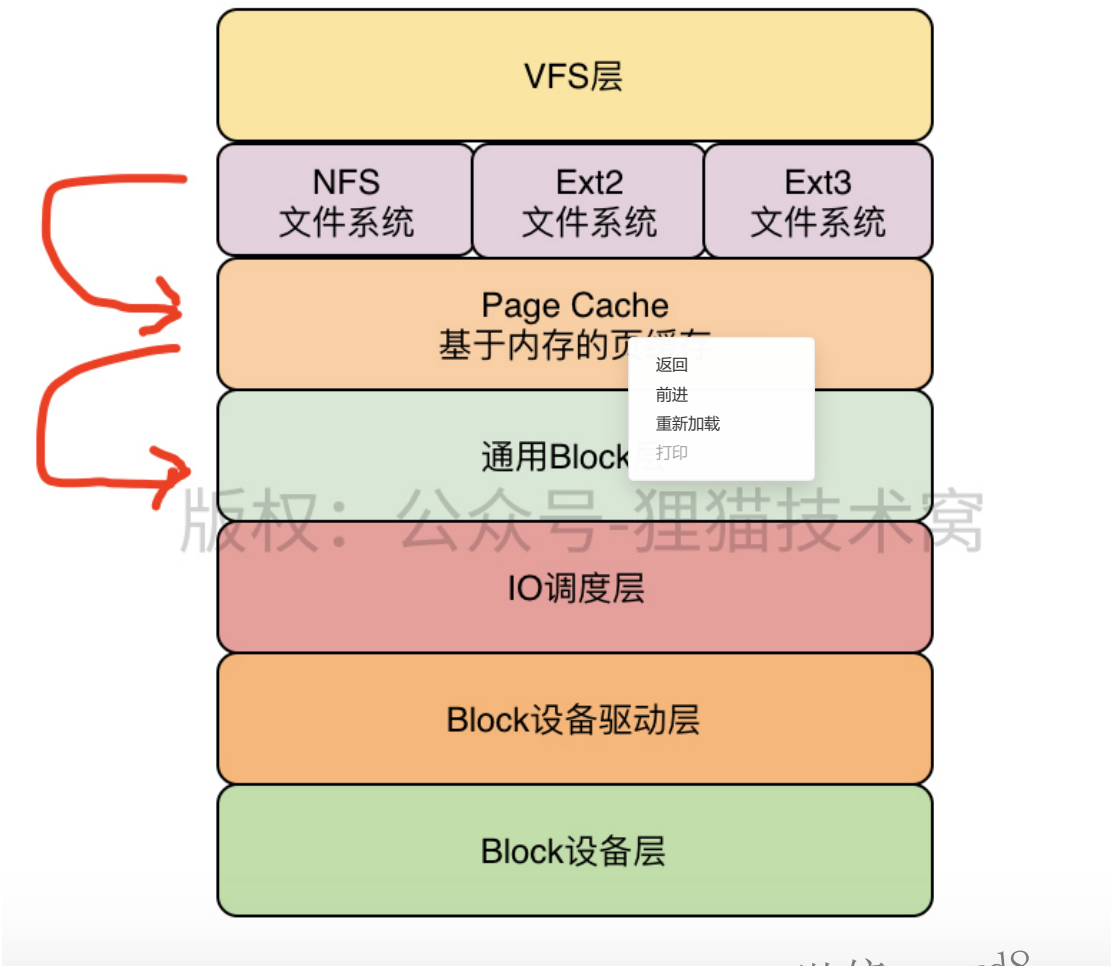 VFS层
NFS
文件系统
Ext2
文件系统
Ext3
文件系统
Page Cache
基于内存的页缓存
返回
前进
重新加载
打印
通用Block层
版权：公众号-狸猫技术窝
IO调度层
Block设备驱动层
Block设备层